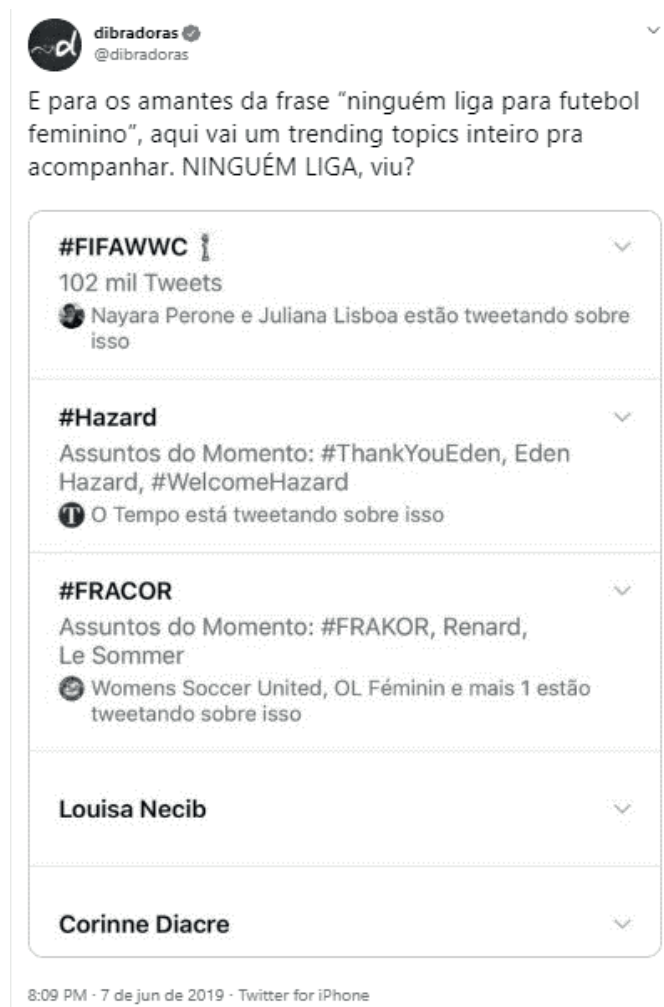 dibradoras
@dibradoras
E para os amantes da frase “ninguém liga para futebol
feminino”, aqui vai um trending topics inteiro pra
acompanhar. NINGUÉM LIGA, viu?
#FIFAWWC
102 mil Tweets
Nayara Perone e Juliana Lisboa estão tweetando sobre
isso
#Hazard
Assuntos do Momento: #ThankYouEden, Eden
Hazard, #WelcomeHazard
O Tempo está tweetando sobre isso
#FRACOR
Assuntos do Momento: #FRAKOR, Renard,
Le Sommer
Womens Soccer United, OL Féminin e mais 1 estão
tweetando sobre isso
Louisa Necib
Corinne Diacre
8:09 PM · 7 de jun de 2019 · Twitter for iPhone